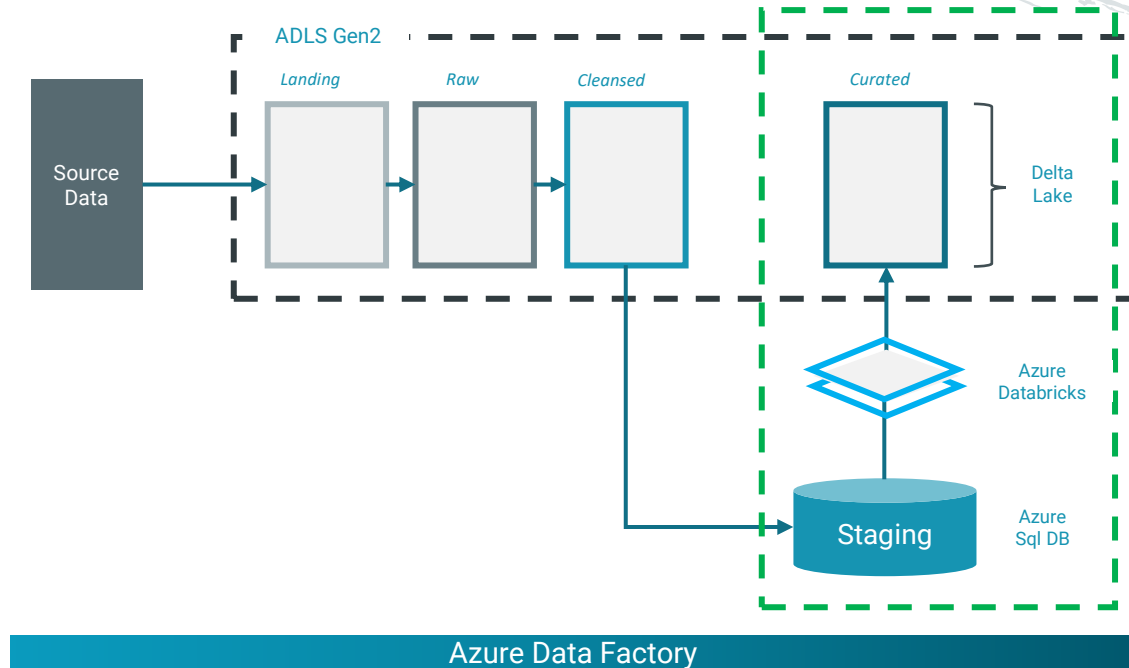 ADLS Gen2
Landing
Raw
Cleansed
Curated
Source
Data
Delta
Lake
Azure
Databricks
Staging
Azure
Sql DB
Azure Data Factory